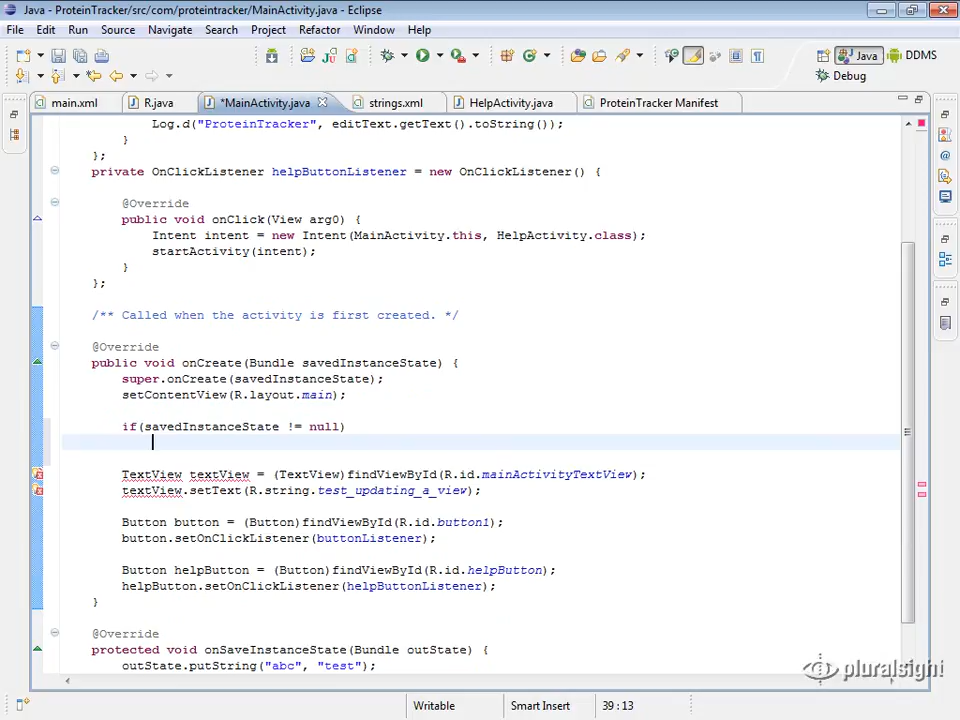 Java - ProteinTracker/src/com/proteintracker/MainActivity.java - Eclipse
File Edit Run Source Navigate Search Project Refactor Window Help
Java DDMS
Debug
main.xml R.java *MainActivity.java strings.xml HelpActivity.java ProteinTracker Manifest
Log.d("ProteinTracker", editText.getText().toString());
}
};
private OnClickListener helpButtonListener = new OnClickListener() {
@Override
public void onClick(View arg0) {
Intent intent = new Intent(MainActivity.this, HelpActivity.class);
startActivity(intent);
}
};
/** Called when the activity is first created. */
@Override
public void onCreate(Bundle savedInstanceState) {
super.onCreate(savedInstanceState);
setContentView(R.layout.main);
if(savedInstanceState != null)
TextView textView = (TextView)findViewById(R.id.mainActivityTextView);
textView.setText(R.string.test_updating_a_view);
Button button = (Button)findViewById(R.id.button1);
button.setOnClickListener(buttonListener);
Button helpButton = (Button)findViewById(R.id.helpButton);
helpButton.setOnClickListener(helpButtonListener);
}
@Override
protected void onSaveInstanceState(Bundle outState) {
outState.putString("abc", "test");
pluralsight
Writable Smart Insert 39 : 13